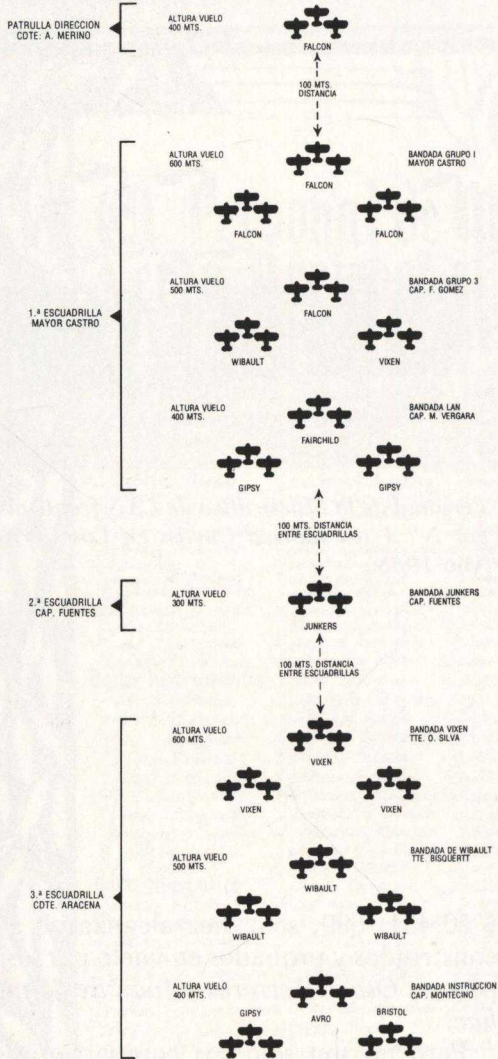 PATRULLA DIRECCION
CDTE: A. MERINO
ALTURA VUELO
400 MTS.
FALCON
100 MTS.
DISTANCIA
ALTURA VUELO
600 MTS.
FALCON
BANDADA GRUPO I
MAYOR CASTRO
FALCON
FALCON
1.ª ESCUADRILLA
MAYOR CASTRO
ALTURA VUELO
500 MTS.
FALCON
BANDADA GRUPO 3
CAP. F. GOMEZ
WIBAULT
VIXEN
ALTURA VUELO
400 MTS.
FAIRCHILD
BANDADA LAN
CAP. M. VERGARA
GIPSY
GIPSY
100 MTS. DISTANCIA
ENTRE ESCUADRILLAS
2.ª ESCUADRILLA
CAP. FUENTES
ALTURA VUELO
300 MTS.
JUNKERS
BANDADA JUNKERS
CAP. FUENTES
100 MTS. DISTANCIA
ENTRE ESCUADRILLAS
ALTURA VUELO
600 MTS.
VIXEN
BANDADA VIXEN
TTE. O. SILVA
VIXEN
VIXEN
3.ª ESCUADRILLA
CDTE. ARACENA
ALTURA VUELO
500 MTS.
WIBAULT
BANDADA DE WIBAULT
TTE. BISQUERTT
WIBAULT
WIBAULT
ALTURA VUELO
400 MTS.
AVRO
BANDADA INSTRUCCION
CAP. MONTECINO
GIPSY
BRISTOL